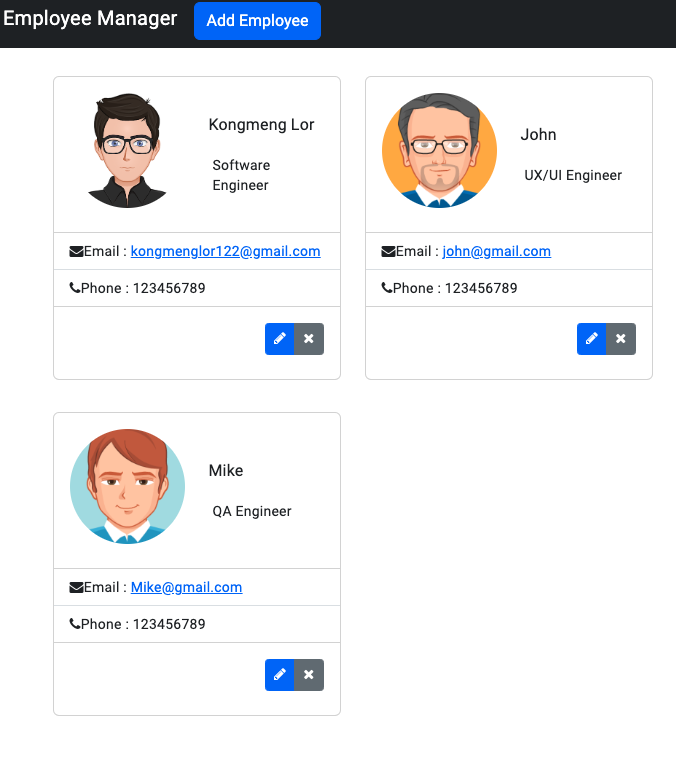 Employee Manager Add Employee
Kongmeng Lor
Software
Engineer
Email : kongmenglor122@gmail.com
Phone : 123456789
John
UX/UI Engineer
Email : john@gmail.com
Phone : 123456789
Mike
QA Engineer
Email : Mike@gmail.com
Phone : 123456789